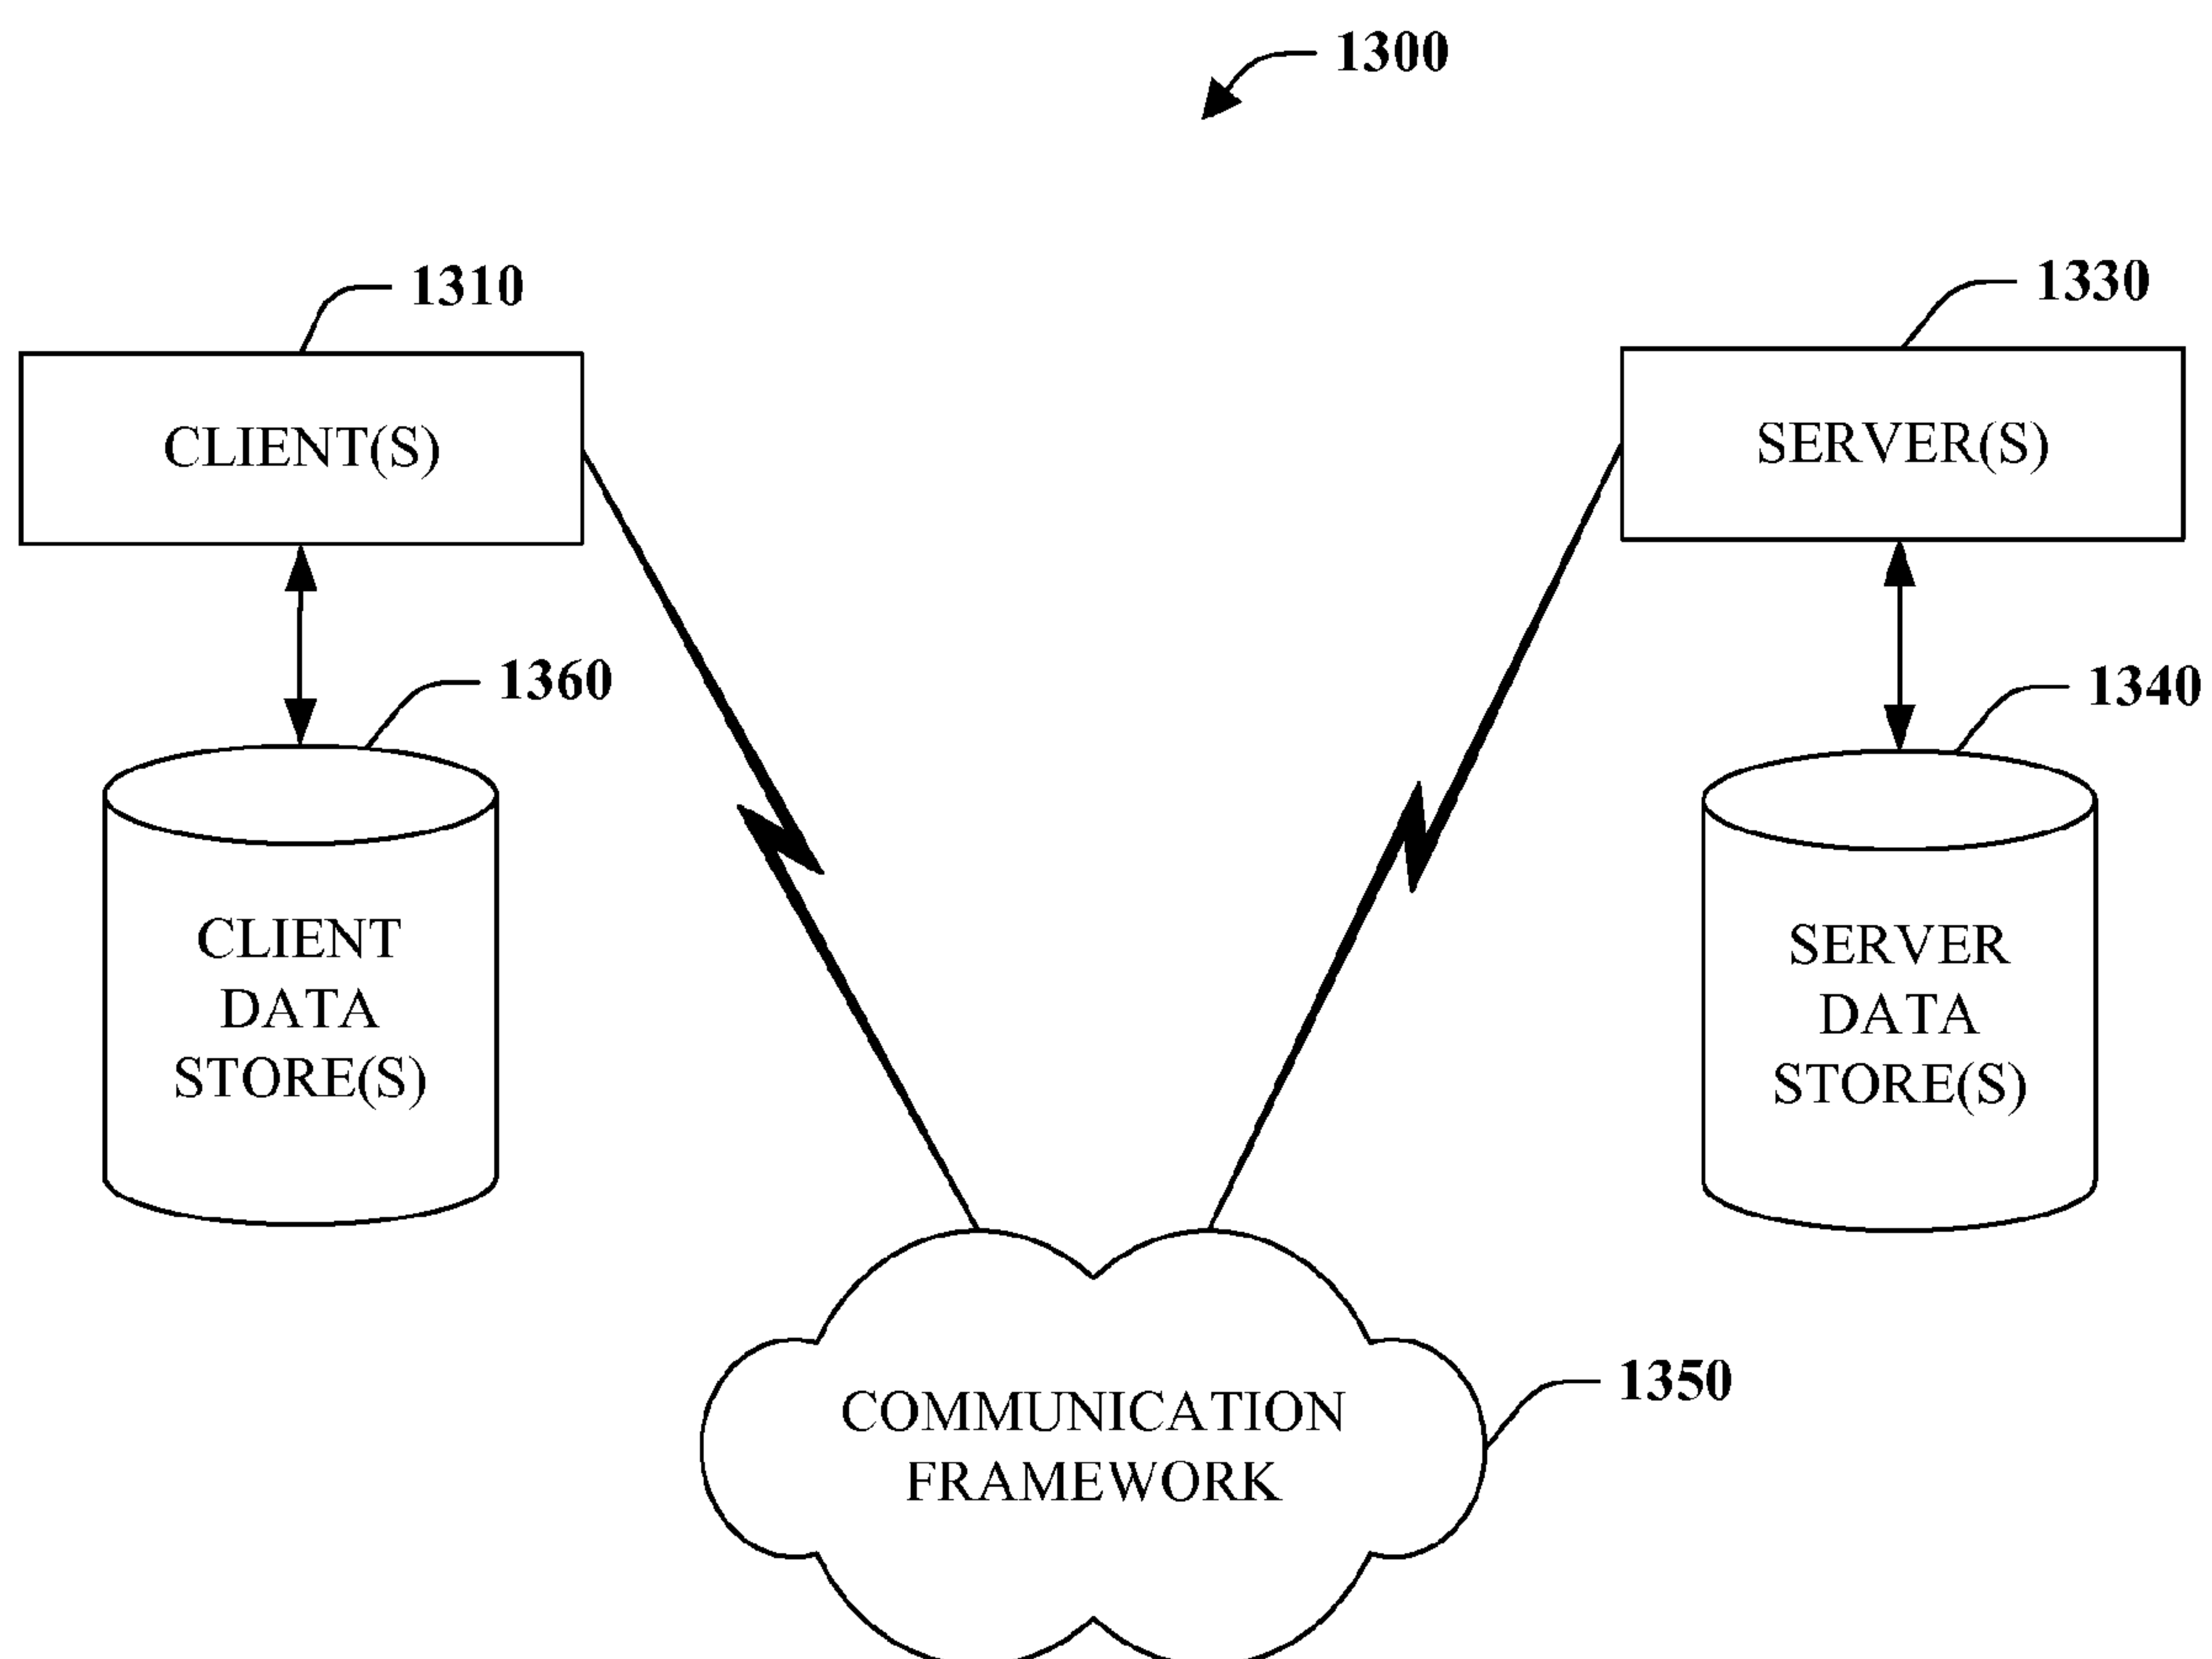 1300
1310
1330
CLIENT(S)
SERVER(S)
1360
1340
CLIENT
DATA
STORE(S)
SERVER
DATA
STORE(S)
1350
COMMUNICATION
FRAMEWORK